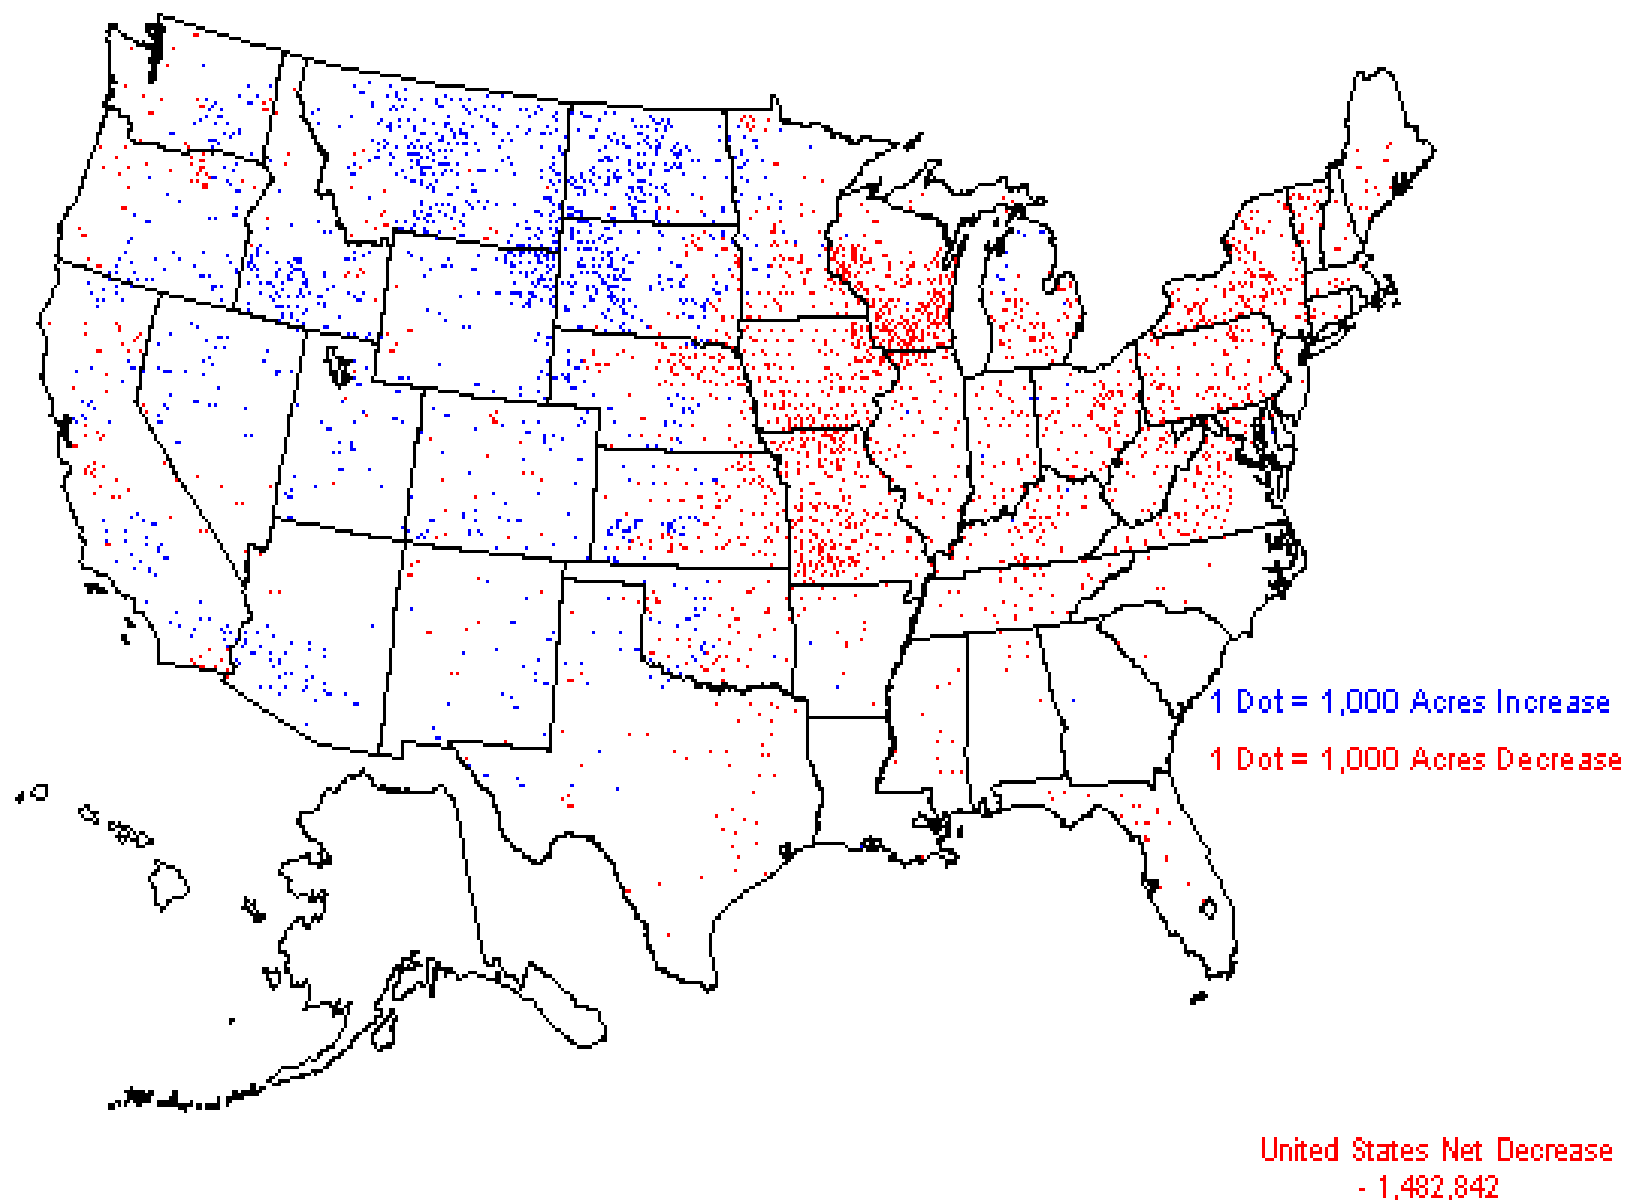 1 Dot = 1,000 Acres Increase
1 Dot = 1,000 Acres Decrease
United States Net Decrease
- 1,482,842